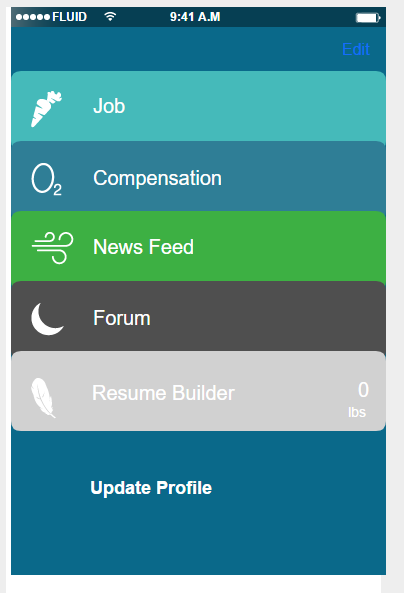 FLUID 9:41 A.M
Edit
Job
O2 Compensation
News Feed
Forum
Resume Builder 0
lbs
Update Profile